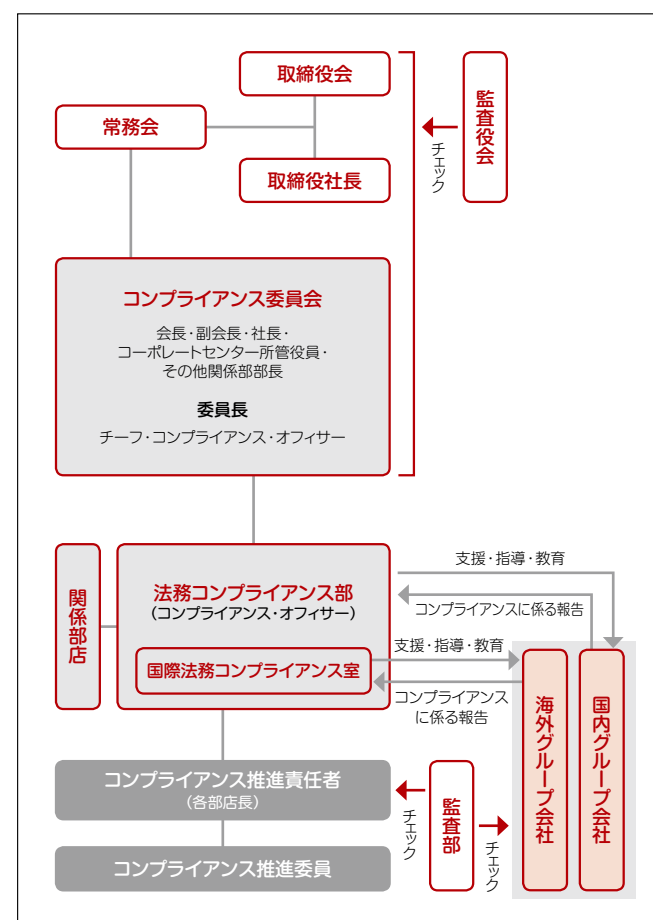 取締役会
常務会
取締役社長
監査役会
チェック
コンプライアンス委員会
会長・副会長・社長・
コーポレートセンター所管役員・
その他関係部部長
委員長
チーフ・コンプライアンス・オフィサー
関係部店
法務コンプライアンス部
(コンプライアンス・オフィサー)
国際法務コンプライアンス室
支援・指導・教育
コンプライアンスに係る報告
支援・指導・教育
コンプライアンス
に係る報告
海外グループ会社
国内グループ会社
コンプライアンス推進責任者
(各部店長)
コンプライアンス推進委員
チェック
監査部
チェック